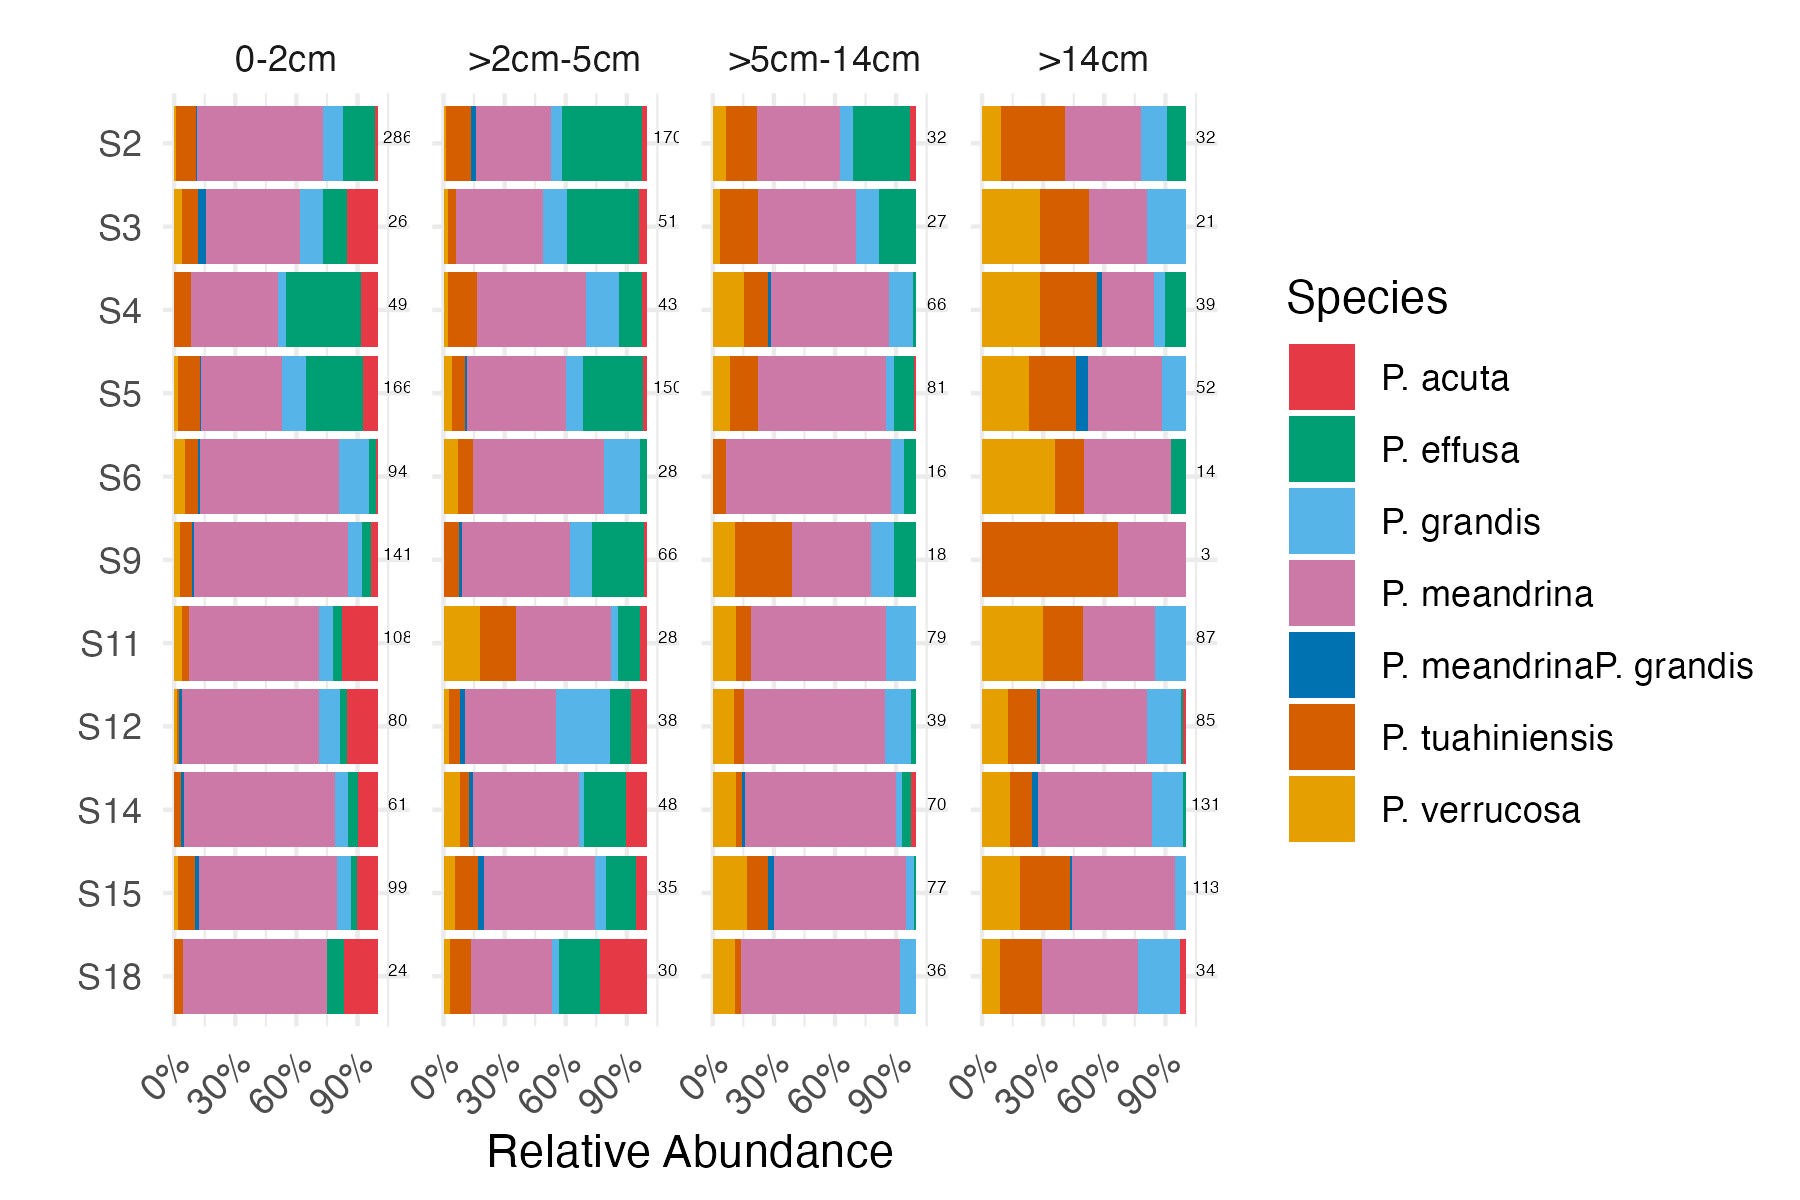 0-2cm >2cm-5cm >5cm-14cm >14cm
S2 286 170 32 32
S3 26 51 27 21
S4 49 43 66 39
S5 166 150 81 52
S6 94 28 16 14
S9 141 66 18 3
S11 108 28 79 87
S12 80 38 39 85
S14 61 48 70 131
S15 99 35 77 113
S18 24 30 36 34
0% 30% 60% 90% 0% 30% 60% 90% 0% 30% 60% 90% 0% 30% 60% 90%
Relative Abundance
Species
P. acuta
P. effusa
P. grandis
P. meandrina
P. meandrinaP. grandis
P. tuahiniensis
P. verrucosa